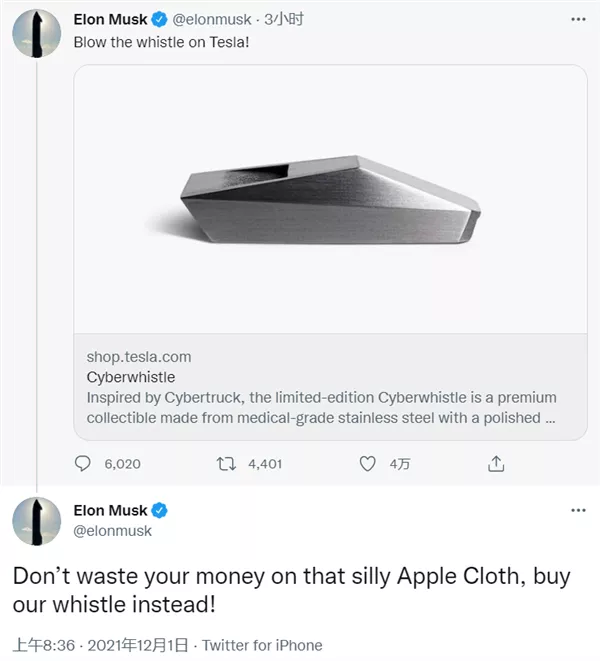 Elon Musk @elonmusk · 3小时
Blow the whistle on Tesla!
shop.tesla.com
Cyberwhistle
Inspired by Cybertruck, the limited-edition Cyberwhistle is a premium
collectible made from medical-grade stainless steel with a polished ...
6,020 4,401 4万
Elon Musk
@elonmusk
Don’t waste your money on that silly Apple Cloth, buy
our whistle instead!
上午8:36 · 2021年12月1日 · Twitter for iPhone